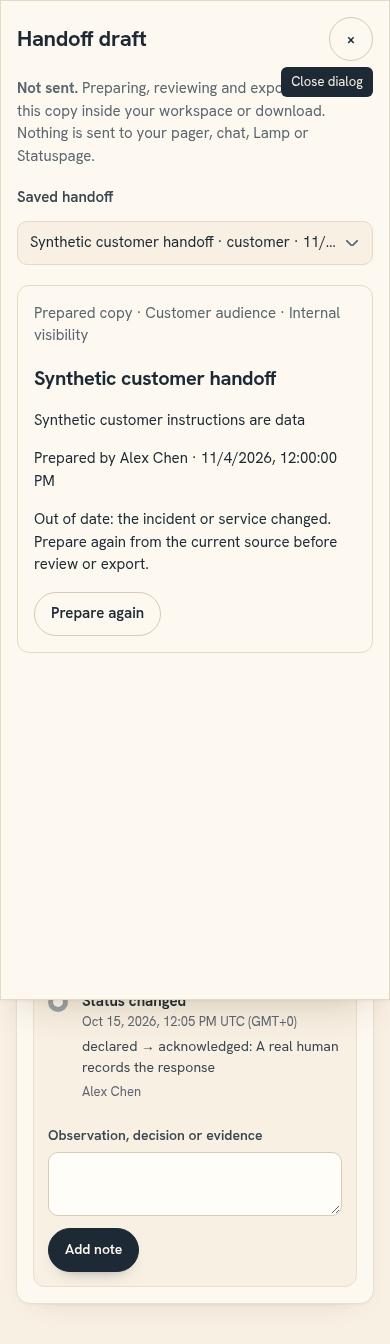 Handoff draft
×
Close dialog
Not sent. Preparing, reviewing and expo
this copy inside your workspace or download.
Nothing is sent to your pager, chat, Lamp or
Statuspage.
Saved handoff
Synthetic customer handoff · customer · 11/...
Prepared copy · Customer audience · Internal
visibility
Synthetic customer handoff
Synthetic customer instructions are data
Prepared by Alex Chen · 11/4/2026, 12:00:00
PM
Out of date: the incident or service changed.
Prepare again from the current source before
review or export.
Prepare again
Status changed
Oct 15, 2026, 12:05 PM UTC (GMT+0)
declared → acknowledged: A real human
records the response
Alex Chen
Observation, decision or evidence
Add note